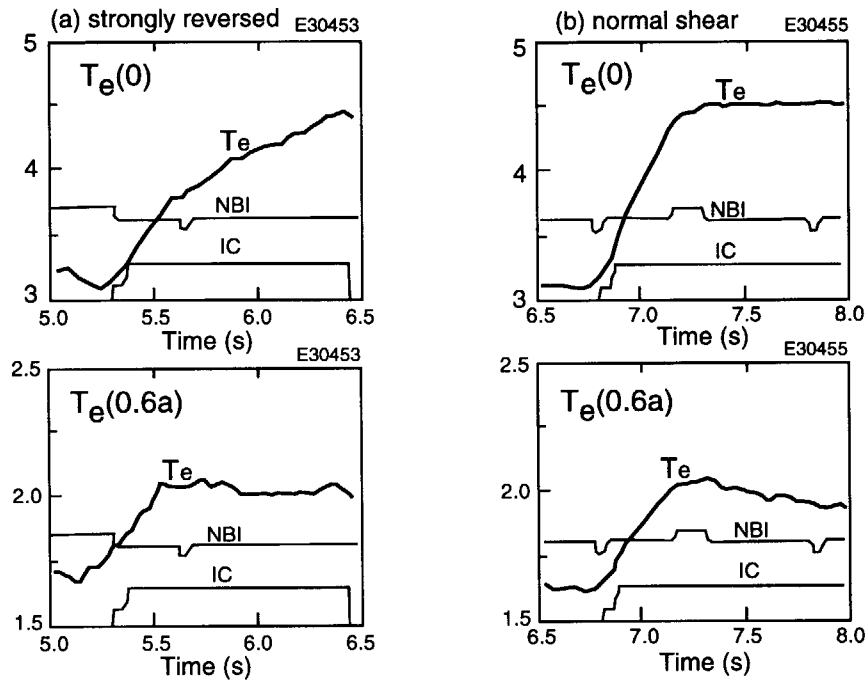 (a) strongly reversed E30453
5
Te(0)
Te
4
NBI
IC
3
5.0 5.5 6.0 6.5
Time (s)
E30453
2.5
Te(0.6a)
Te
2.0
NBI
IC
1.5
5.0 5.5 6.0 6.5
Time (s)
(b) normal shear E30455
5
Te(0)
Te
4
NBI
IC
3
6.5 7.0 7.5 8.0
Time (s)
E30455
2.5
Te(0.6a)
Te
2.0
NBI
IC
1.5
6.5 7.0 7.5 8.0
Time (s)